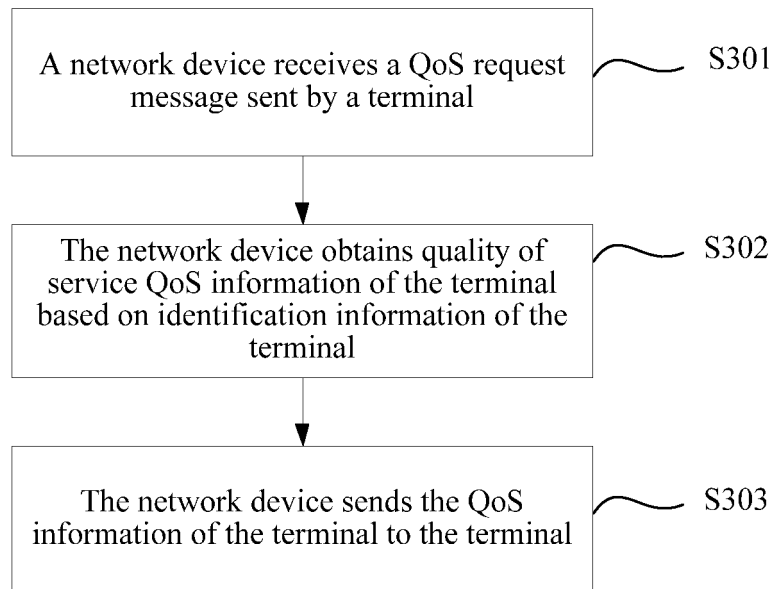 A network device receives a QoS request
message sent by a terminal
S301
The network device obtains quality of
service QoS information of the terminal
based on identification information of the
terminal
S302
The network device sends the QoS
information of the terminal to the terminal
S303